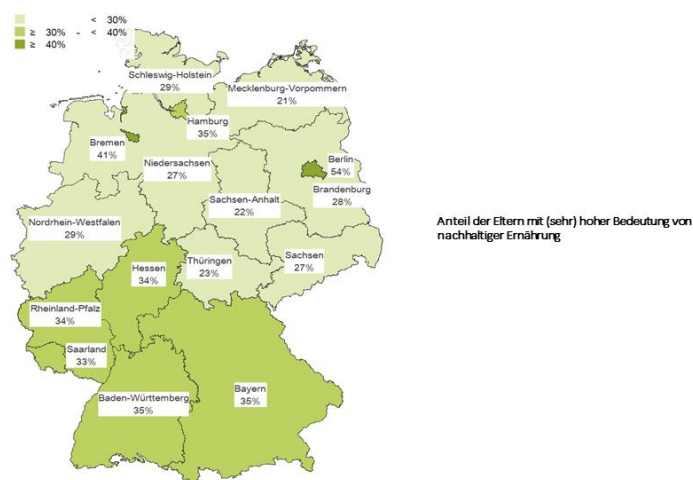 < 30%
≥ 30% - < 40%
≥ 40%
Schleswig-Holstein
29%
Mecklenburg-Vorpommern
21%
Hamburg
35%
Bremen
41%
Niedersachsen
27%
Berlin
54%
Brandenburg
28%
Sachsen-Anhalt
22%
Nordrhein-Westfalen
29%
Anteil der Eltern mit (sehr) hoher Bedeutung von
nachhaltiger Ernährung
Hessen
34%
Thüringen
23%
Sachsen
27%
Rheinland-Pfalz
34%
Saarland
33%
Baden-Württemberg
35%
Bayern
35%